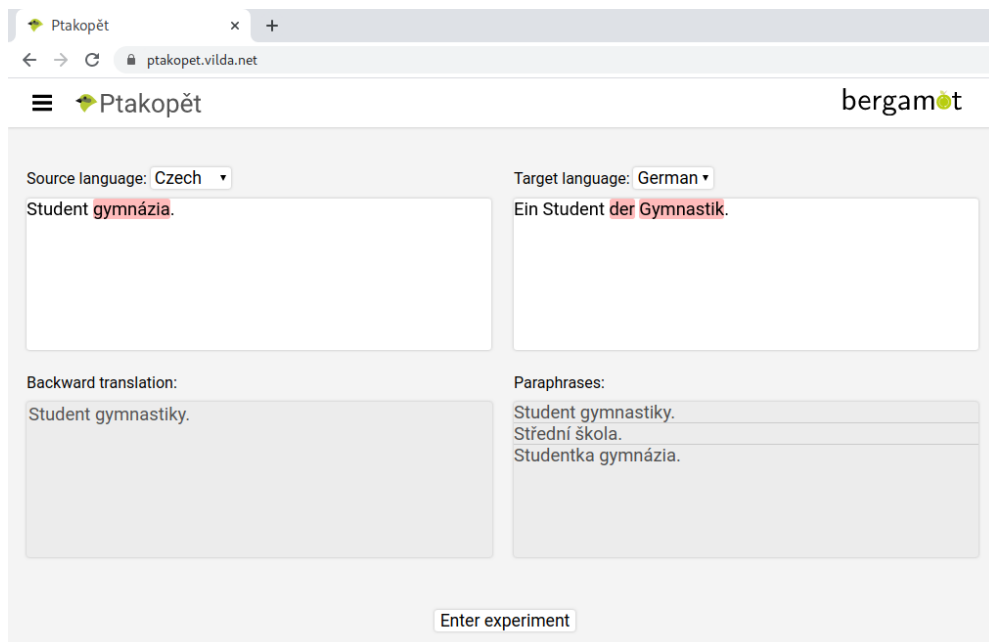 Ptakopět
ptakopet.vilda.net
Ptakopět
bergamot
Source language: Czech
Target language: German
Student gymnázia.
Ein Student der Gymnastik.
Backward translation:
Paraphrases:
Student gymnastiky.
Student gymnastiky.
Střední škola.
Studentka gymnázia.
Enter experiment